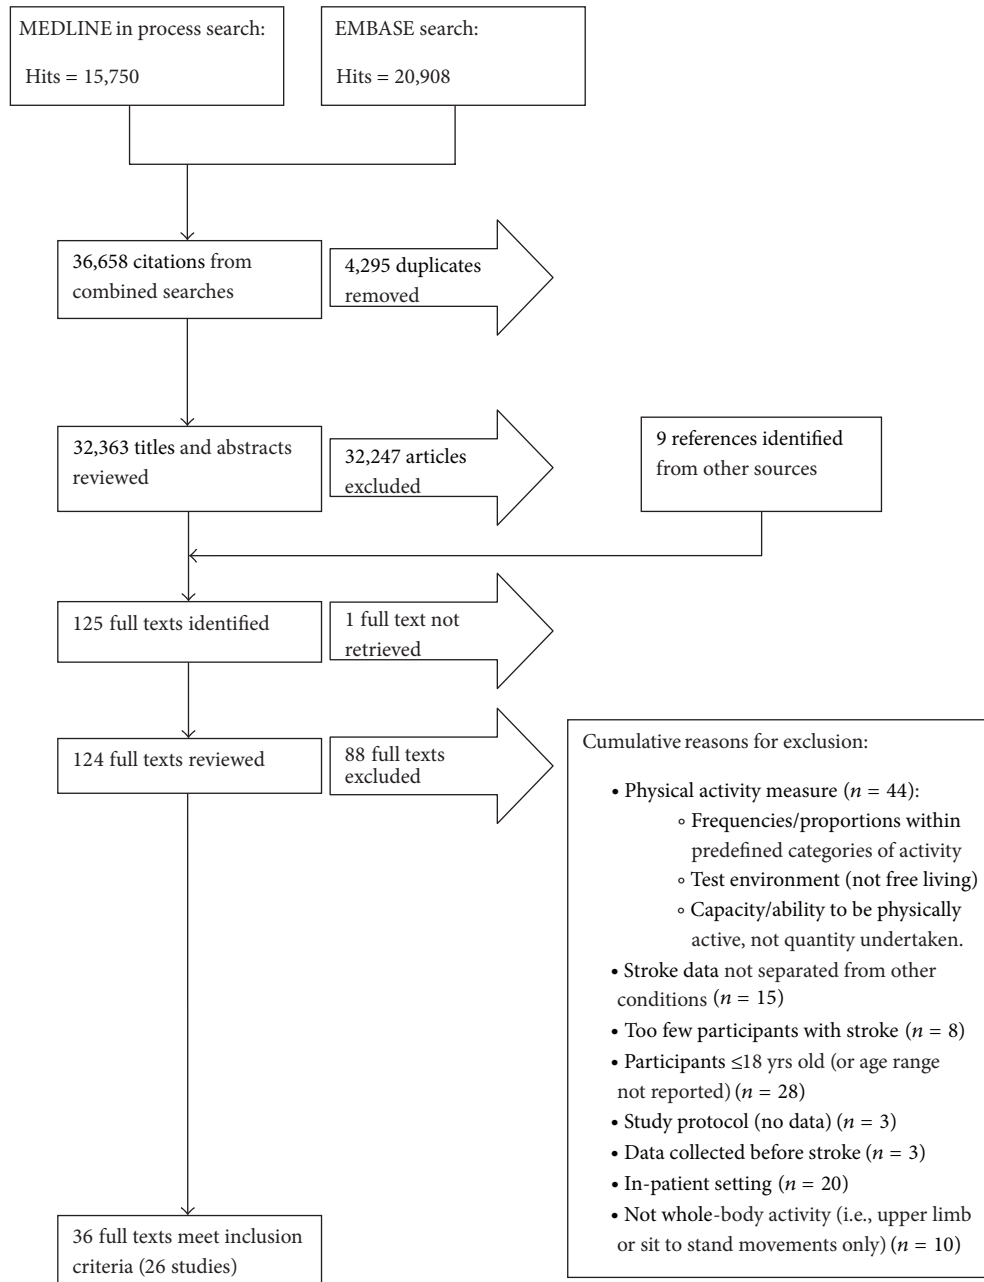 MEDLINE in process search:
Hits = 15,750
EMBASE search:
Hits = 20,908
36,658 citations from
combined searches
4,295 duplicates
removed
32,363 titles and abstracts
reviewed
32,247 articles
excluded
9 references identified
from other sources
125 full texts identified
1 full text not
retrieved
124 full texts reviewed
88 full texts
excluded
Cumulative reasons for exclusion:
• Physical activity measure (n = 44):
∘ Frequencies/proportions within
predefined categories of activity
∘ Test environment (not free living)
∘ Capacity/ability to be physically
active, not quantity undertaken.
• Stroke data not separated from other
conditions (n = 15)
• Too few participants with stroke (n = 8)
• Participants ≤18 yrs old (or age range
not reported) (n = 28)
• Study protocol (no data) (n = 3)
• Data collected before stroke (n = 3)
• In-patient setting (n = 20)
• Not whole-body activity (i.e., upper limb
or sit to stand movements only) (n = 10)
36 full texts meet inclusion
criteria (26 studies)